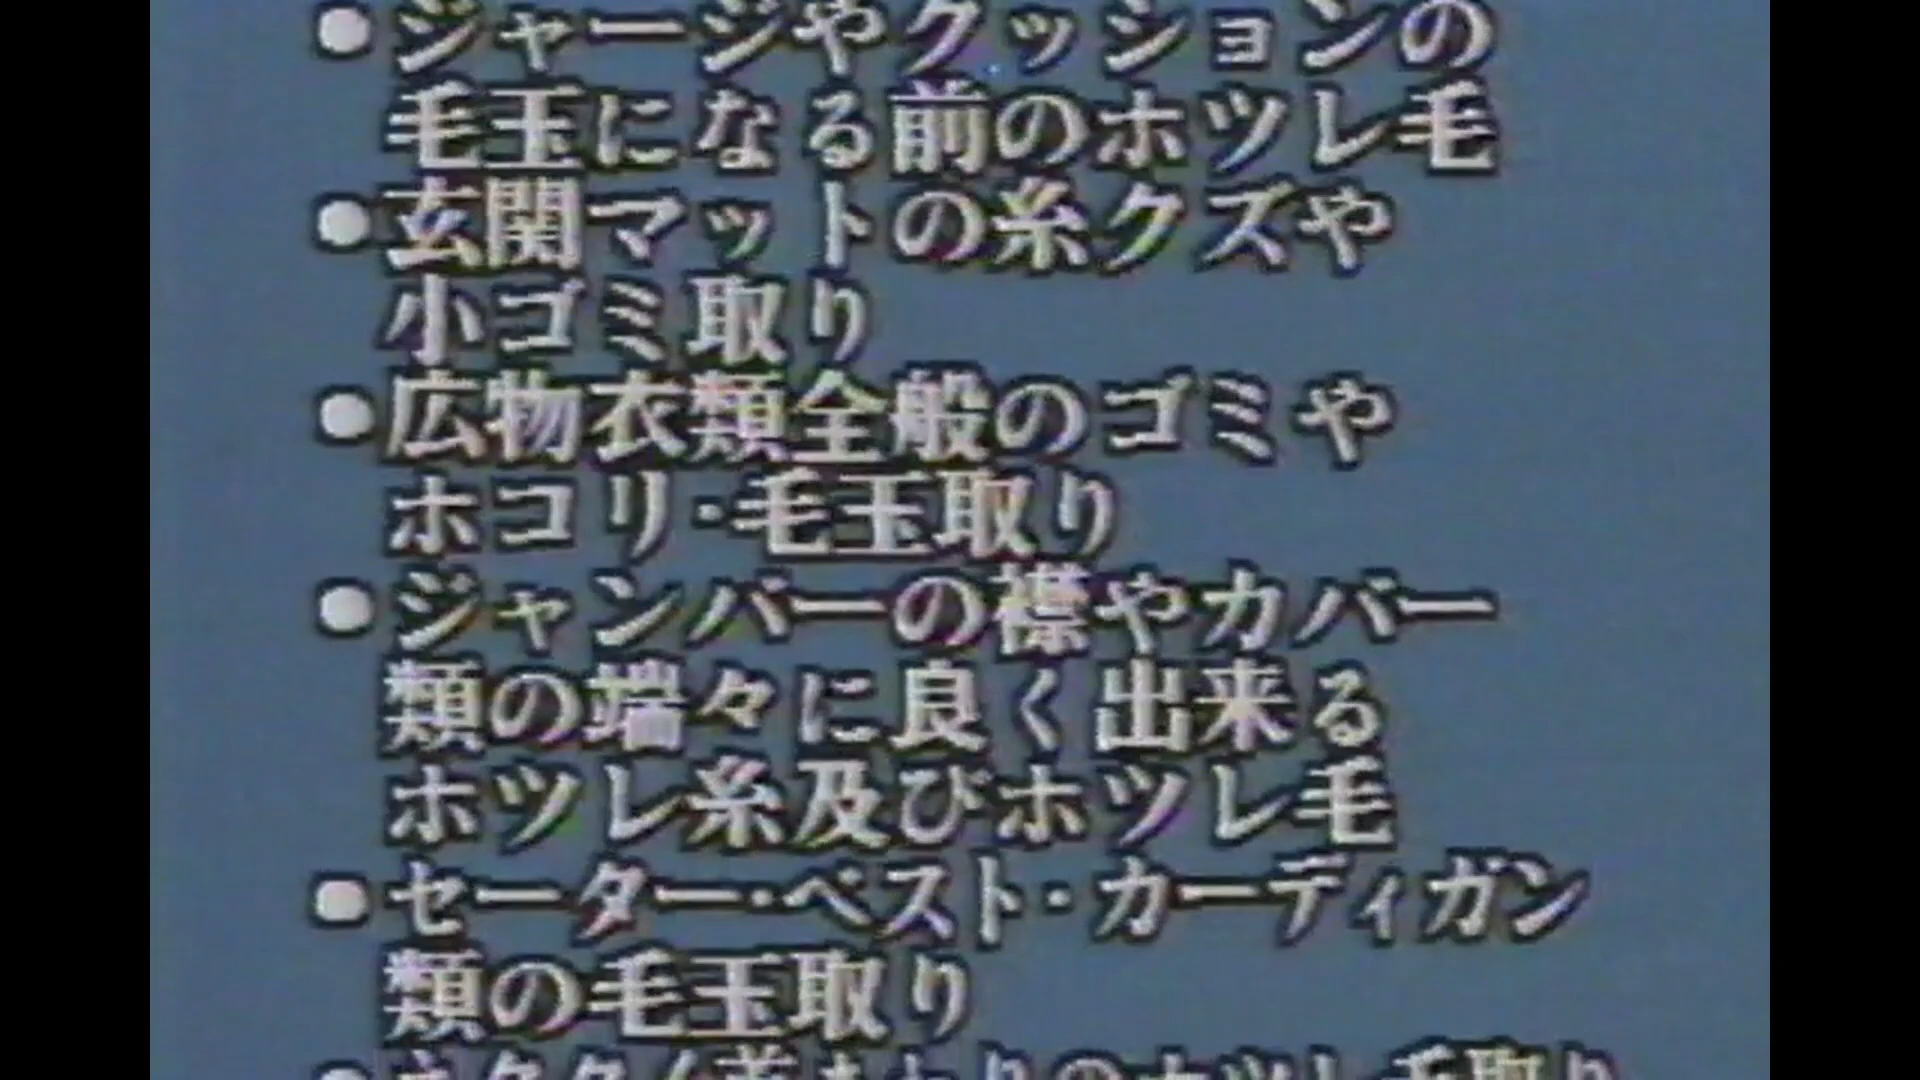 ●ジャージやクッションの
毛玉になる前のホツレ毛
●玄関マットの糸クズや
小ゴミ取り
●広物衣類全般のゴミや
ホコリ・毛玉取り
●ジャンバーの襟やカバー
類の端々に良く出来る
ホツレ糸及びホツレ毛
●セーター・ベスト・カーディガン
類の毛玉取り